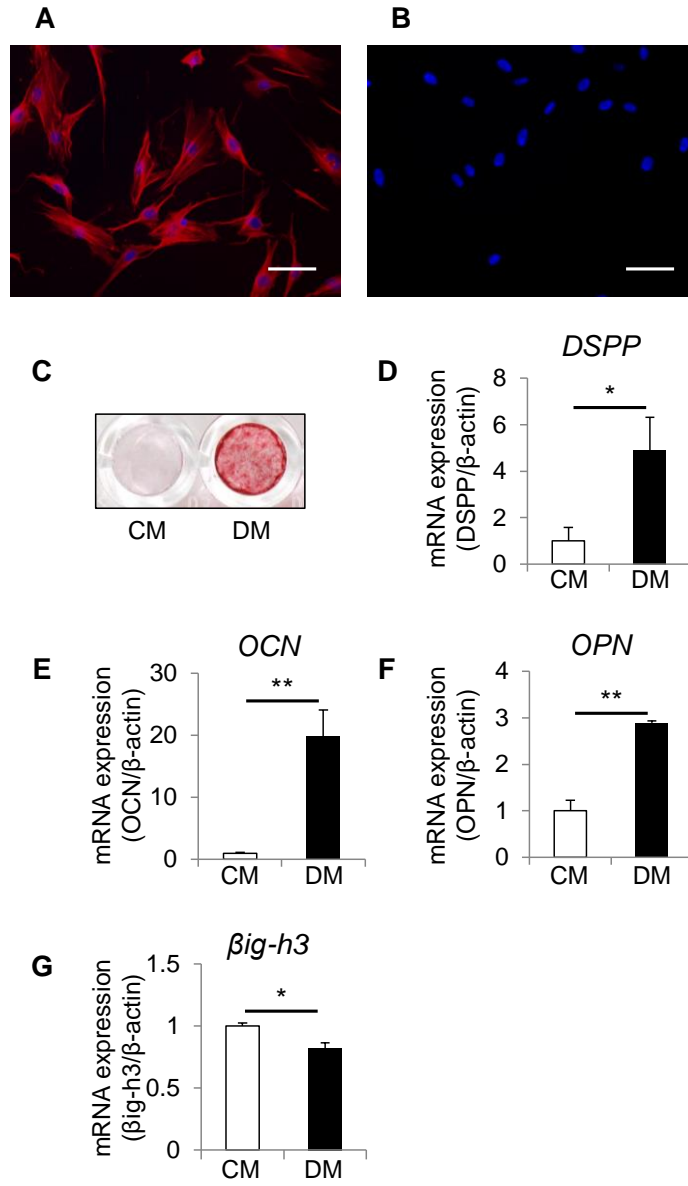 A
B
C
CM
DM
D
DSPP
mRNA expression
(DSPP/β-actin)
8
6
4
2
0
*
CM
DM
E
OCN
mRNA expression
(OCN/β-actin)
30
20
10
0
**
CM
DM
F
OPN
mRNA expression
(OPN/β-actin)
4
3
2
1
0
**
CM
DM
G
βig-h3
mRNA expression
(βig-h3/β-actin)
1.5
1
0.5
0
*
CM
DM